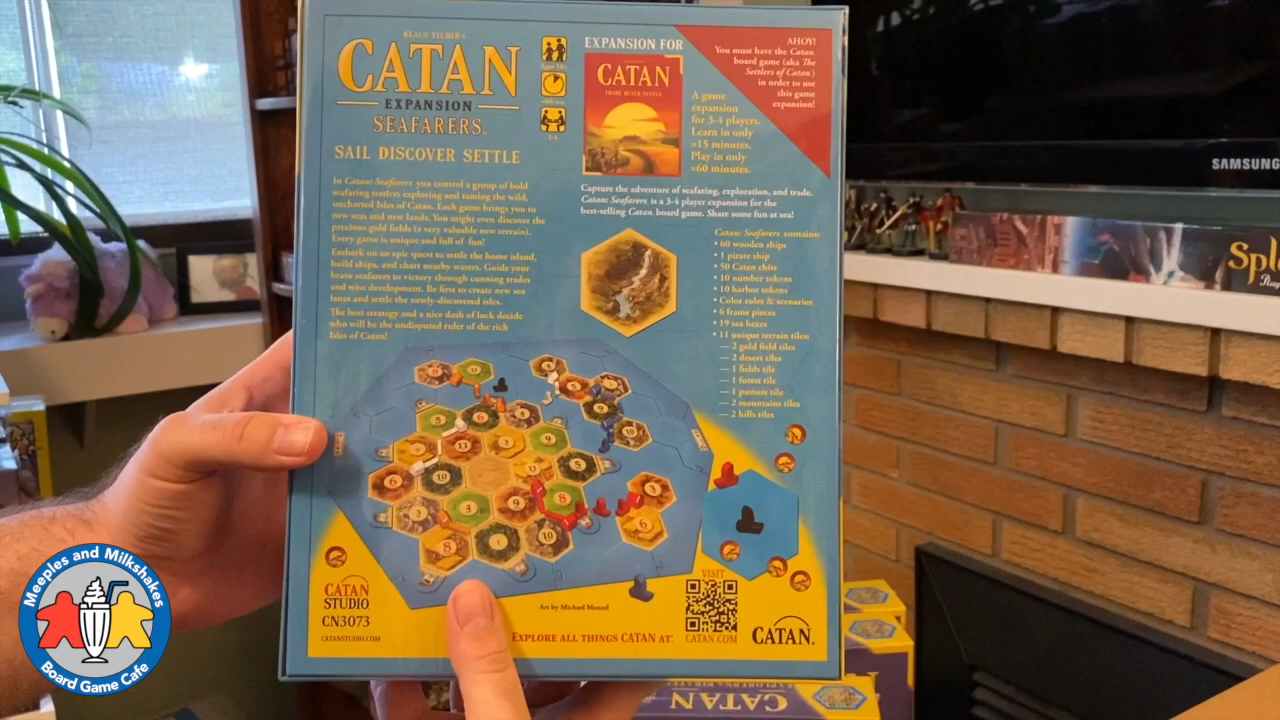 KLAUS TEUBER'S
CATAN
EXPANSION
SEAFARERS
SAIL DISCOVER SETTLE
In Catan: Seafarers you control a group of bold
seafaring settlers exploring and taming the wild,
uncharted Isles of Catan. Each game brings you to
new seas and new lands. You might even discover the
precious gold fields (a very valuable new terrain).
Every game is unique and full of fun!
Embark on an epic quest to settle the home island,
build ships, and chart nearby waters. Guide your
brave seafarers to victory through cunning trades
and wise development. Be first to create new sea
lanes and settle the newly-discovered isles.
The best strategy and a nice dash of luck decide
who will be the undisputed ruler of the rich
Isles of Catan!
EXPANSION FOR
CATAN
TRADE BUILD SETTLE
A game
expansion
for 3-4 players.
Learn in only
≈15 minutes.
Play in only
≈60 minutes.
AHOY!
You must have the Catan
board game (aka The
Settlers of Catan)
in order to use
this game
expansion!
Capture the adventure of seafaring, exploration, and trade.
Catan: Seafarers is a 3-4 player expansion for the
best-selling Catan board game. Share some fun at sea!
Catan: Seafarers contains:
• 60 wooden ships
• 1 pirate ship
• 50 Catan chits
• 10 number tokens
• 10 harbor tokens
• Color rules & scenarios
• 6 frame pieces
• 19 sea hexes
• 11 unique terrain tiles:
— 2 gold field tiles
— 2 desert tiles
— 1 fields tile
— 1 forest tile
— 1 pasture tile
— 2 mountains tiles
— 2 hills tiles
CATAN
STUDIO
CN3073
CATANSTUDIO.COM
Art by Michael Menzel
EXPLORE ALL THINGS CATAN AT:
VISIT
CATAN.COM
CATAN
SAMSUNG
Spl
CATAN
EXPLORERS & PIRATES
Meeples and Milkshakes
Board Game Cafe